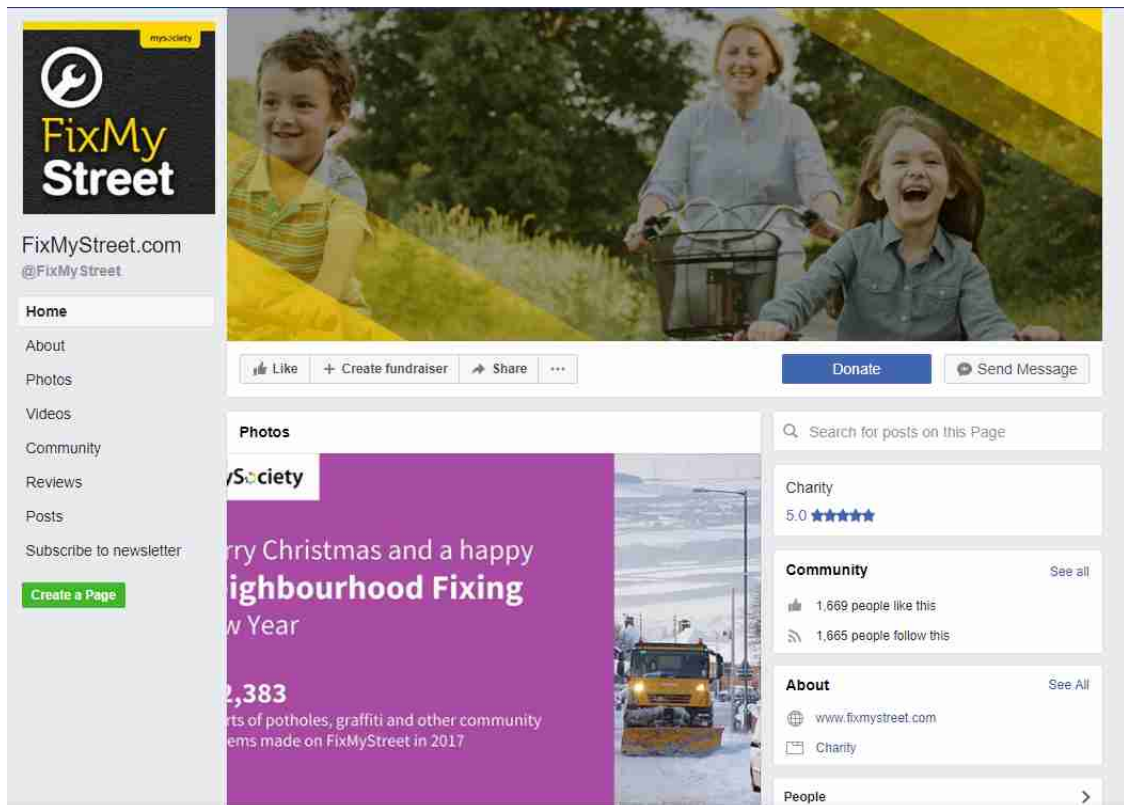 mysociety
FixMy
Street
FixMyStreet.com
@FixMyStreet
Home
About
Photos
Videos
Community
Reviews
Posts
Subscribe to newsletter
Create a Page
Like
+ Create fundraiser
Share
...
Donate
Send Message
Photos
ySociety
rry Christmas and a happy
ighbourhood Fixing
w Year
2,383
rts of potholes, graffiti and other community
ems made on FixMyStreet in 2017
Search for posts on this Page
Charity
5.0
Community
See all
1,669 people like this
1,665 people follow this
About
See All
www.fixmystreet.com
Charity
People